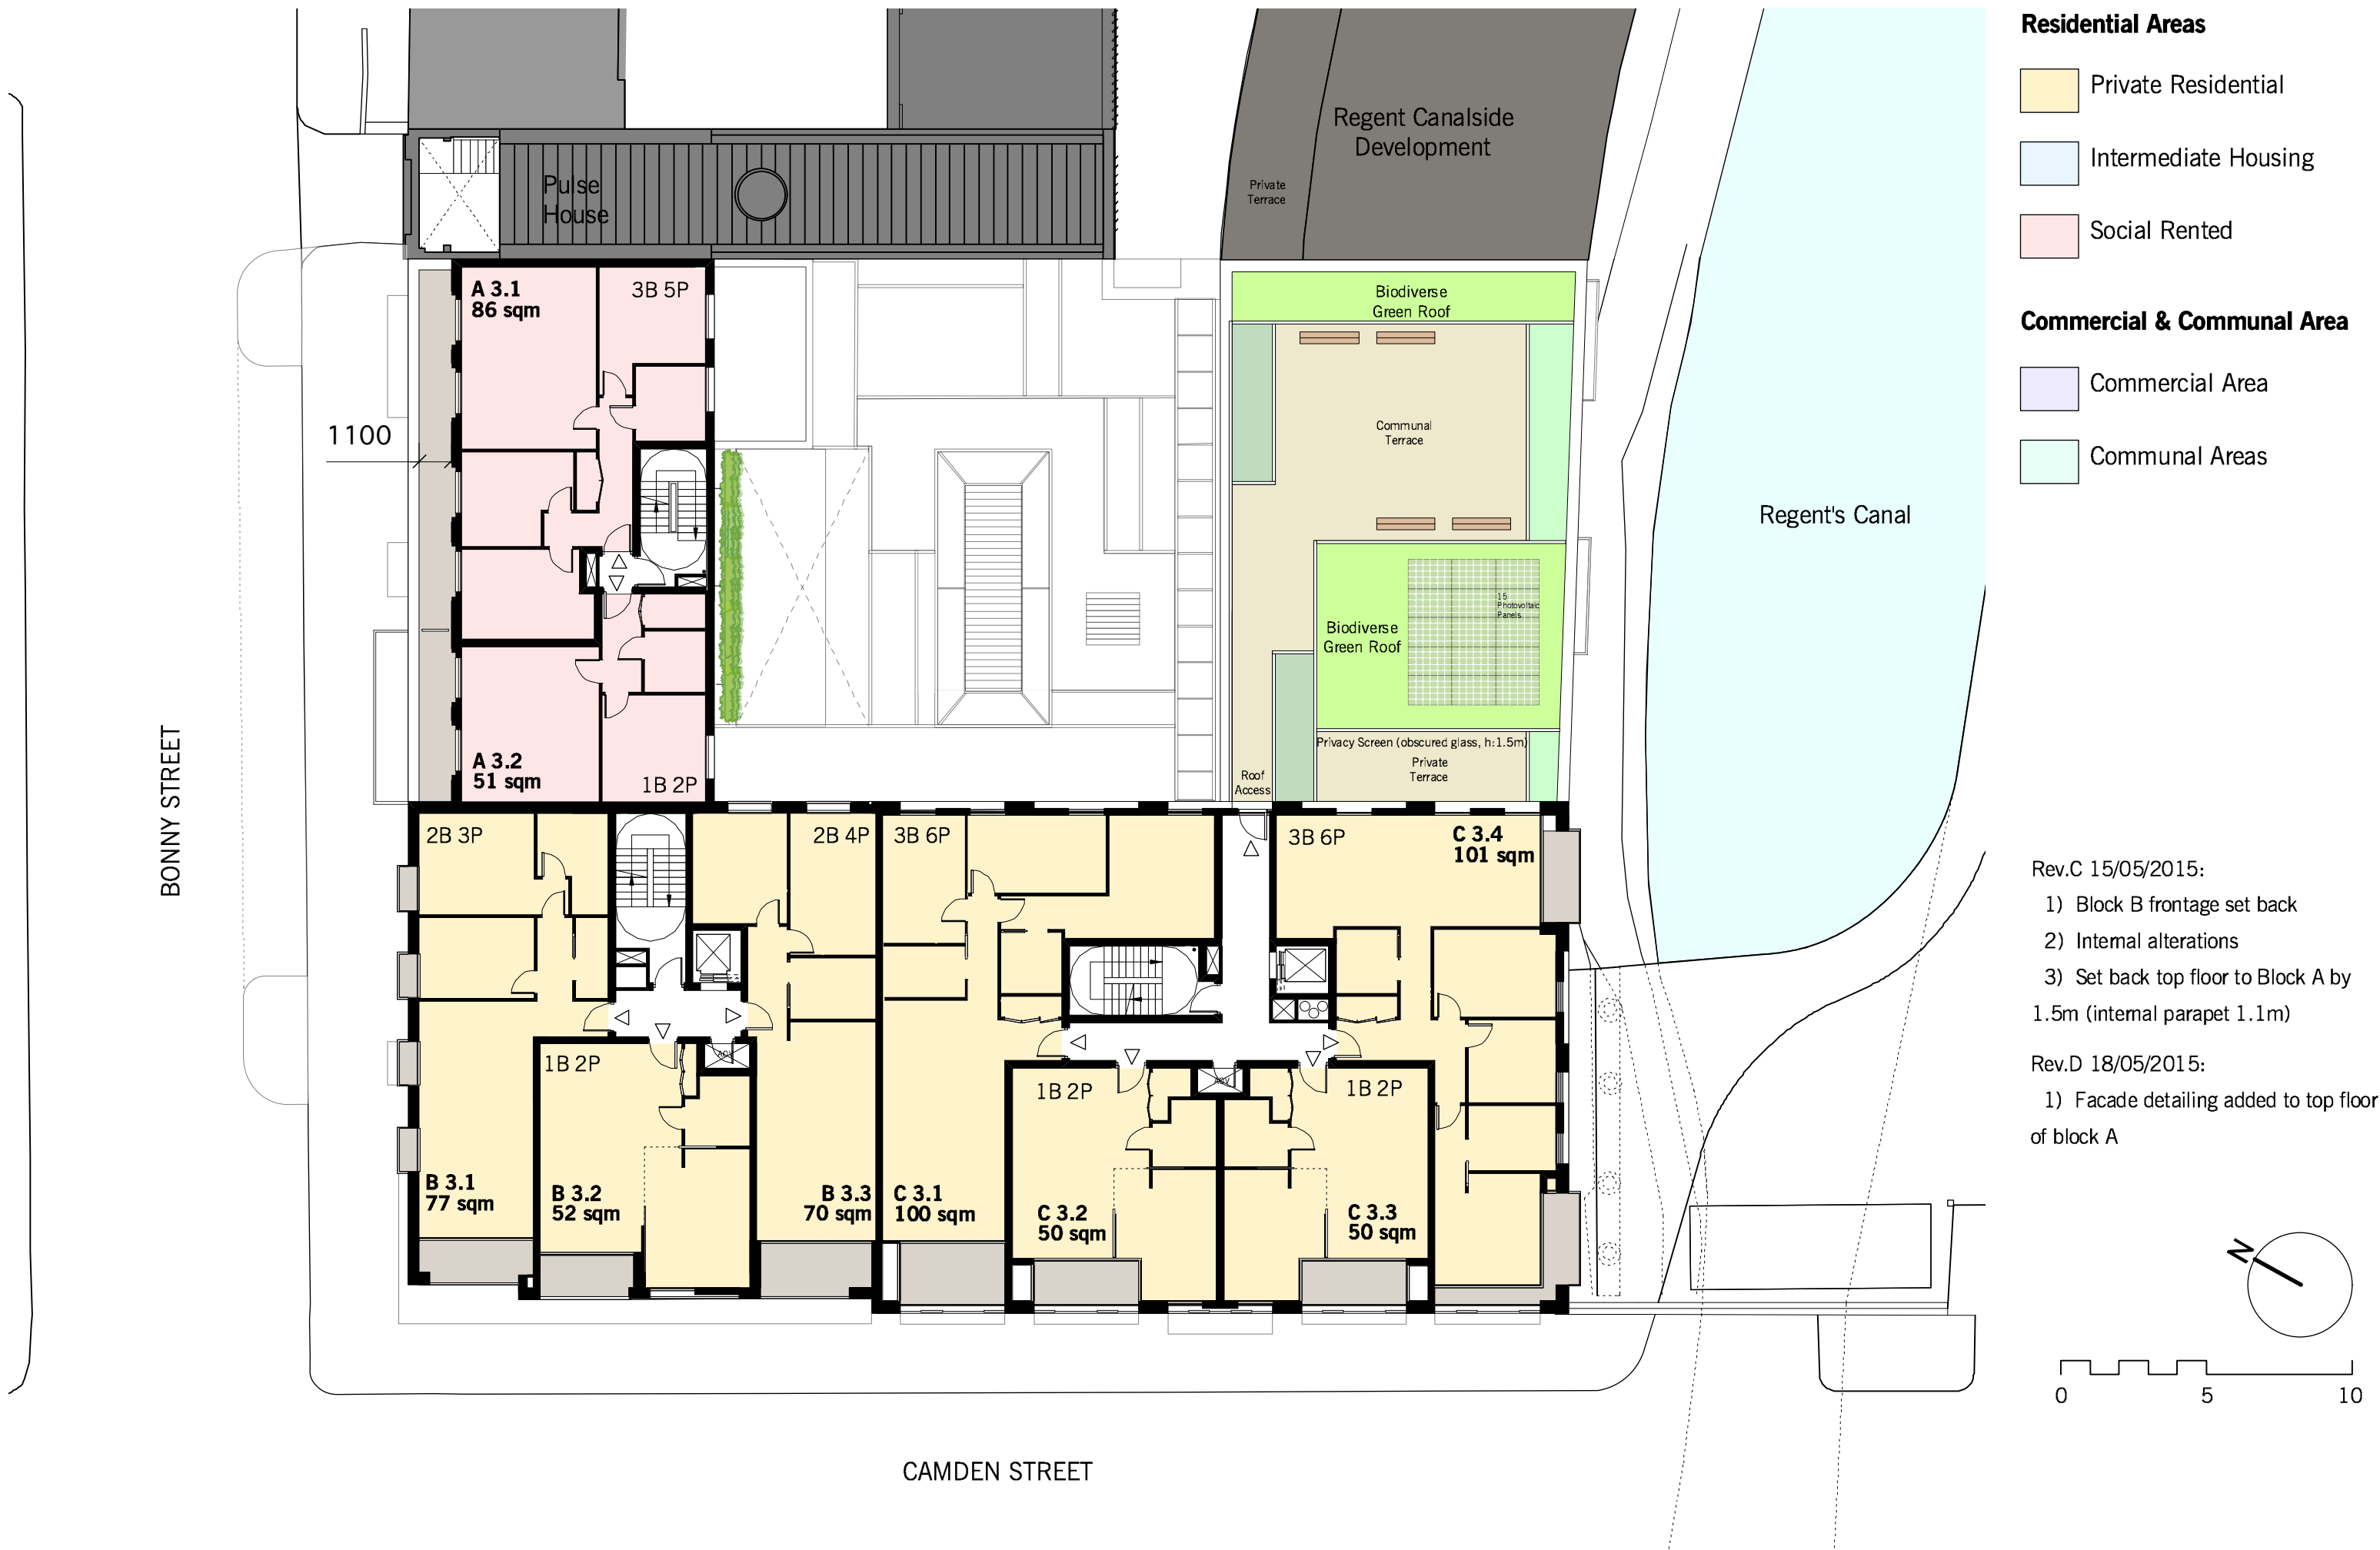 Residential Areas
Private Residential
Intermediate Housing
Social Rented
Commercial & Communal Area
Commercial Area
Communal Areas
Regent Canalside
Development
Private
Terrace
Pulse
House
A 3.1
86 sqm
3B 5P
1100
Biodiverse
Green Roof
Communal
Terrace
Regent's Canal
15
Photovoltaic
Panels
Biodiverse
Green Roof
Privacy Screen (obscured glass, h:1.5m)
Private
Terrace
Roof
Access
A 3.2
51 sqm
1B 2P
BONNY STREET
2B 3P
2B 4P
3B 6P
3B 6P
C 3.4
101 sqm
1B 2P
AOV
1B 2P
AOV
1B 2P
B 3.1
77 sqm
B 3.2
52 sqm
B 3.3
70 sqm
C 3.1
100 sqm
C 3.2
50 sqm
C 3.3
50 sqm
Rev.C 15/05/2015:
1) Block B frontage set back
2) Internal alterations
3) Set back top floor to Block A by
1.5m (internal parapet 1.1m)
Rev.D 18/05/2015:
1) Facade detailing added to top floor
of block A
N
0 5 10
CAMDEN STREET